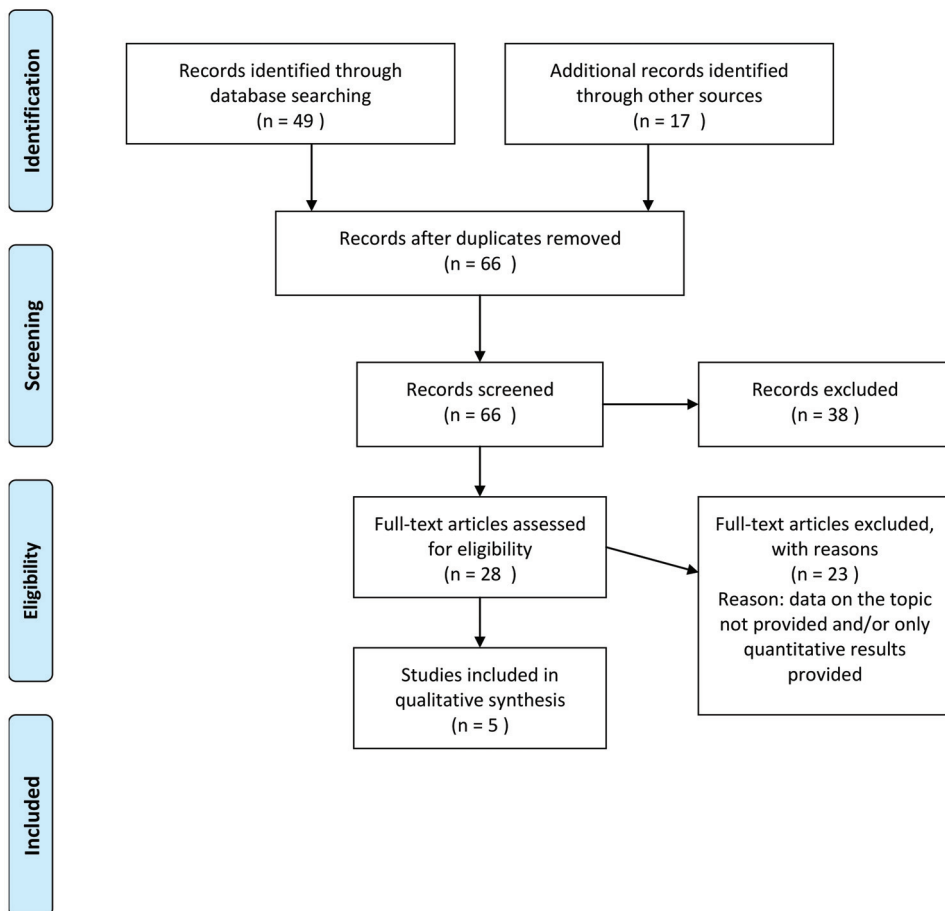 Identification
Records identified through
database searching
(n = 49 )
Additional records identified
through other sources
(n = 17 )
Records after duplicates removed
(n = 66 )
Screening
Records screened
(n = 66 )
Records excluded
(n = 38 )
Eligibility
Full-text articles assessed
for eligibility
(n = 28 )
Full-text articles excluded,
with reasons
(n = 23 )
Reason: data on the topic
not provided and/or only
quantitative results
provided
Studies included in
qualitative synthesis
(n = 5 )
Included